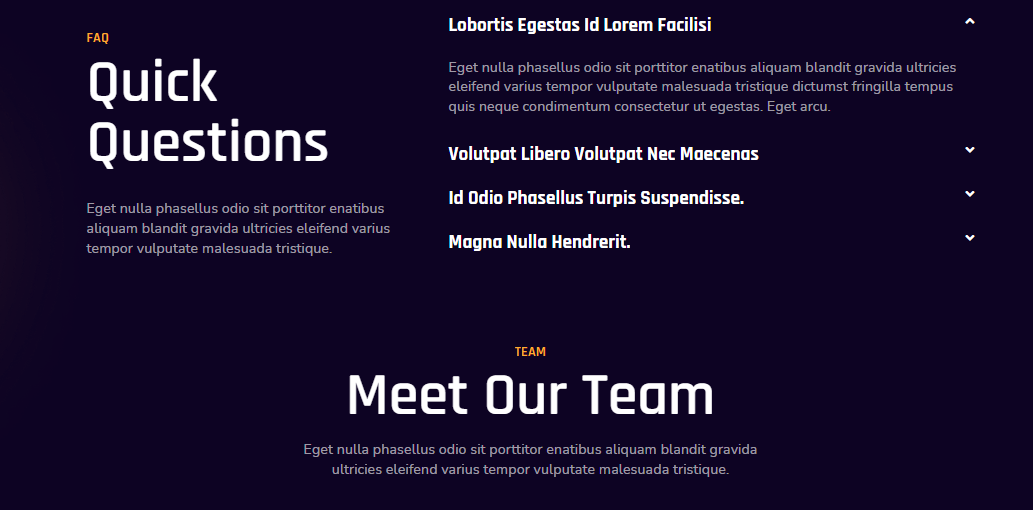 FAQ
Quick
Questions
Eget nulla phasellus odio sit porttitor enatibus
aliquam blandit gravida ultricies eleifend varius
tempor vulputate malesuada tristique.
Lobortis Egestas Id Lorem Facilisi
Eget nulla phasellus odio sit porttitor enatibus aliquam blandit gravida ultricies
eleifend varius tempor vulputate malesuada tristique dictumst fringilla tempus
quis neque condimentum consectetur ut egestas. Eget arcu.
Volutpat Libero Volutpat Nec Maecenas
Id Odio Phasellus Turpis Suspendisse.
Magna Nulla Hendrerit.
TEAM
Meet Our Team
Eget nulla phasellus odio sit porttitor enatibus aliquam blandit gravida
ultricies eleifend varius tempor vulputate malesuada tristique.